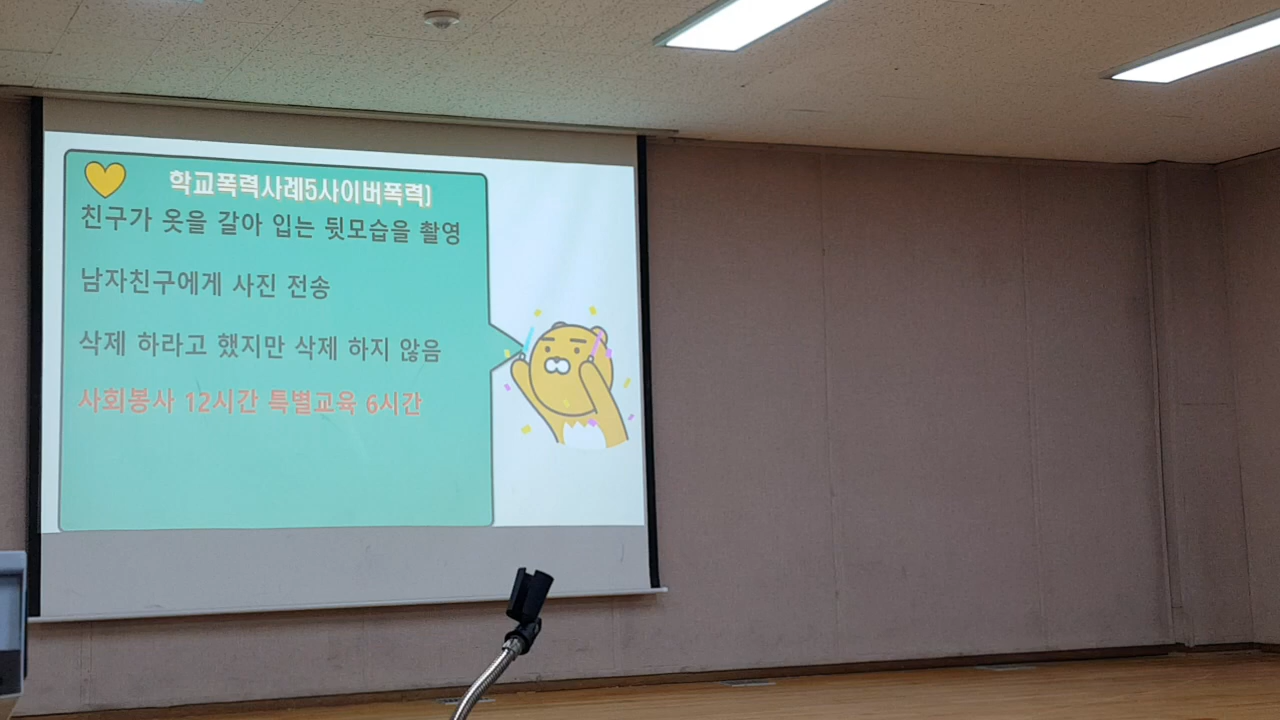 학교폭력사례5사이버폭력]
친구가 옷을 갈아 입는 뒷모습을 촬영
남자친구에게 사진 전송
삭제 하라고 했지만 삭제 하지 않음
사회봉사 12시간 특별교육 6시간